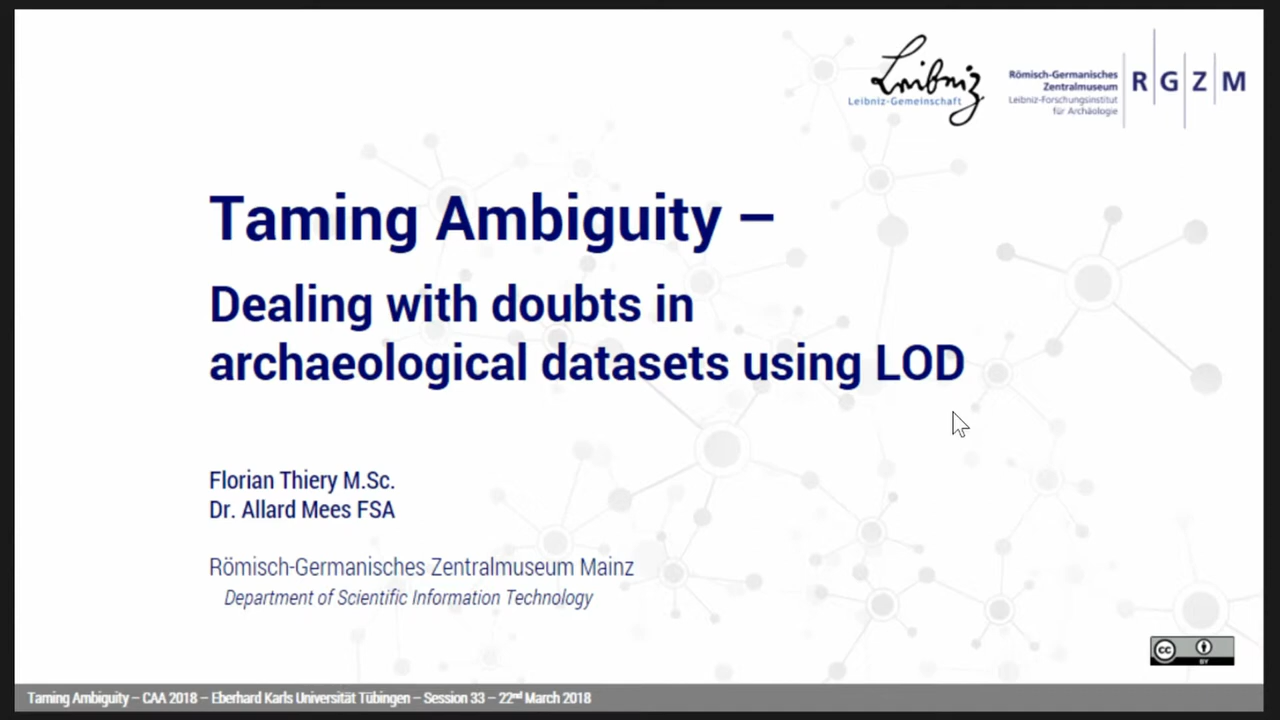 Leibniz
Leibniz-Gemeinschaft
Römisch-Germanisches
Zentralmuseum
Leibniz-Forschungsinstitut
für Archäologie
R G Z M
Taming Ambiguity –
Dealing with doubts in
archaeological datasets using LOD
Florian Thiery M.Sc.
Dr. Allard Mees FSA
Römisch-Germanisches Zentralmuseum Mainz
Department of Scientific Information Technology
cc
BY
Taming Ambiguity – CAA 2018 – Eberhard Karls Universität Tübingen – Session 33 – 22nd March 2018